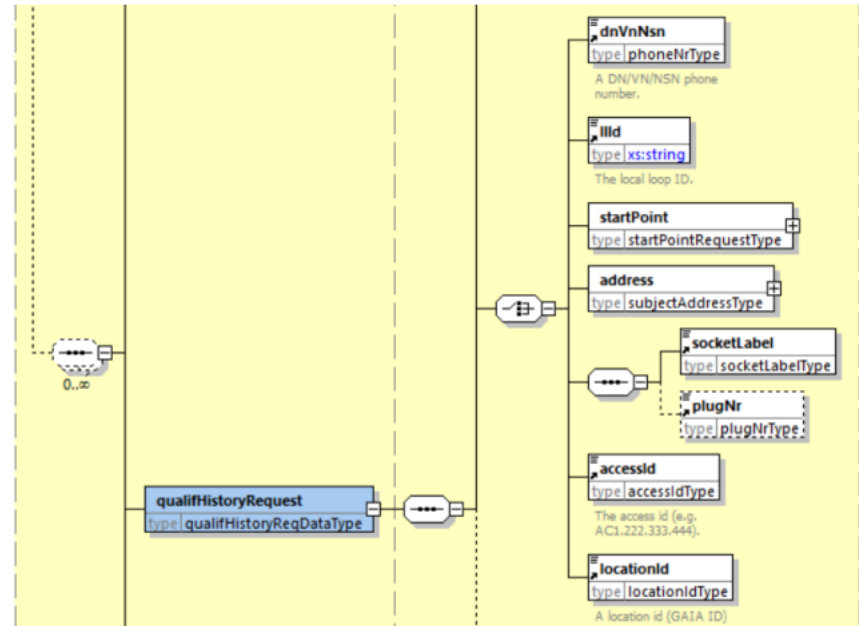 dnVnNsn
type phoneNrType
A DN/VN/NSN phone
number.
llId
type xs:string
The local loop ID.
startPoint
type startPointRequestType
address
type subjectAddressType
socketLabel
type socketLabelType
0..∞
plugNr
type plugNrType
accessId
type accessIdType
qualifHistoryRequest
type qualifHistoryReqDataType
The access id (e.g.
AC1.222.333.444).
locationId
type locationIdType
A location id (GAIA ID)